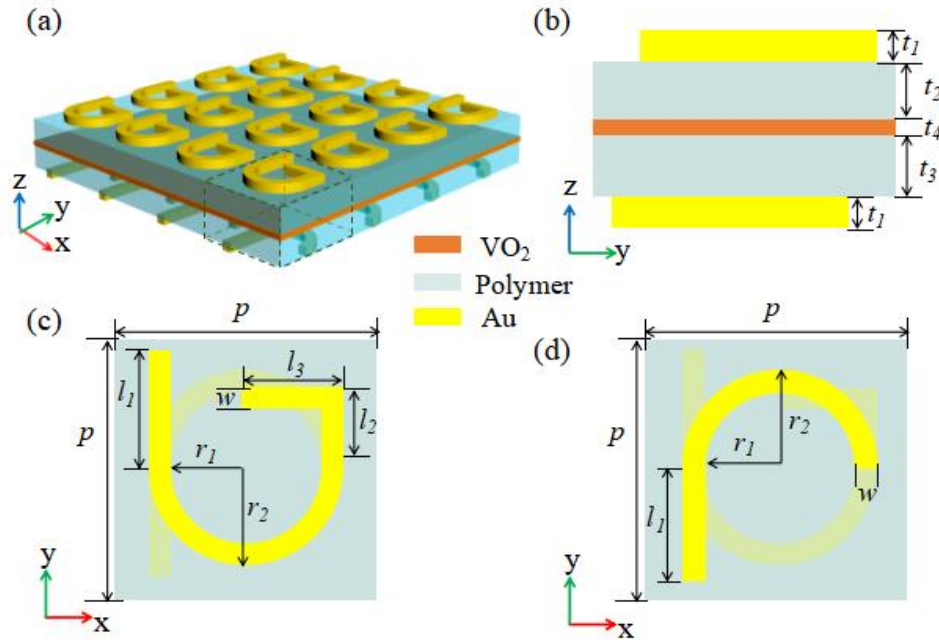 (a)
(b)
t₁
t₂
t₄
t₃
t₁
z
y
x
z
y
VO₂
Polymer
Au
(c)
(d)
p
p
l₃
l₁
w
l₂
p
r₁
r₂
y
x
p
r₂
r₁
w
l₁
y
x